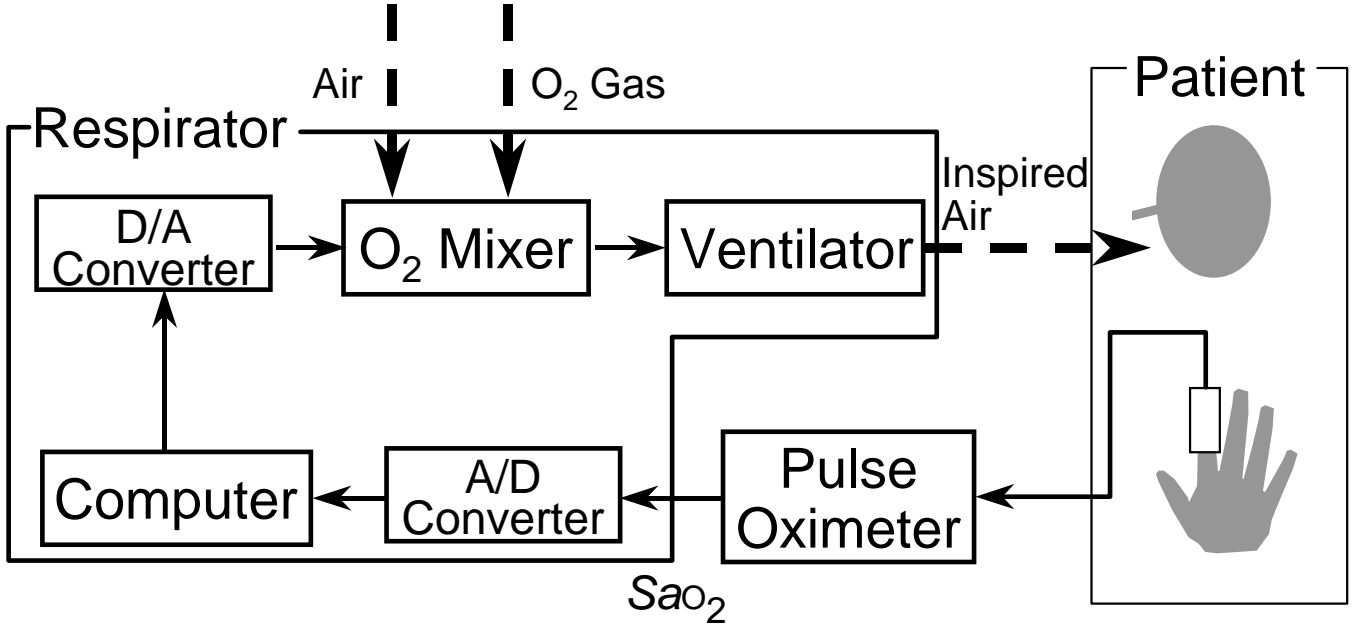 Air
O₂ Gas
Patient
Respirator
Inspired
Air
D/A
Converter
O₂ Mixer
Ventilator
Computer
A/D
Converter
Pulse
Oximeter
SaO₂